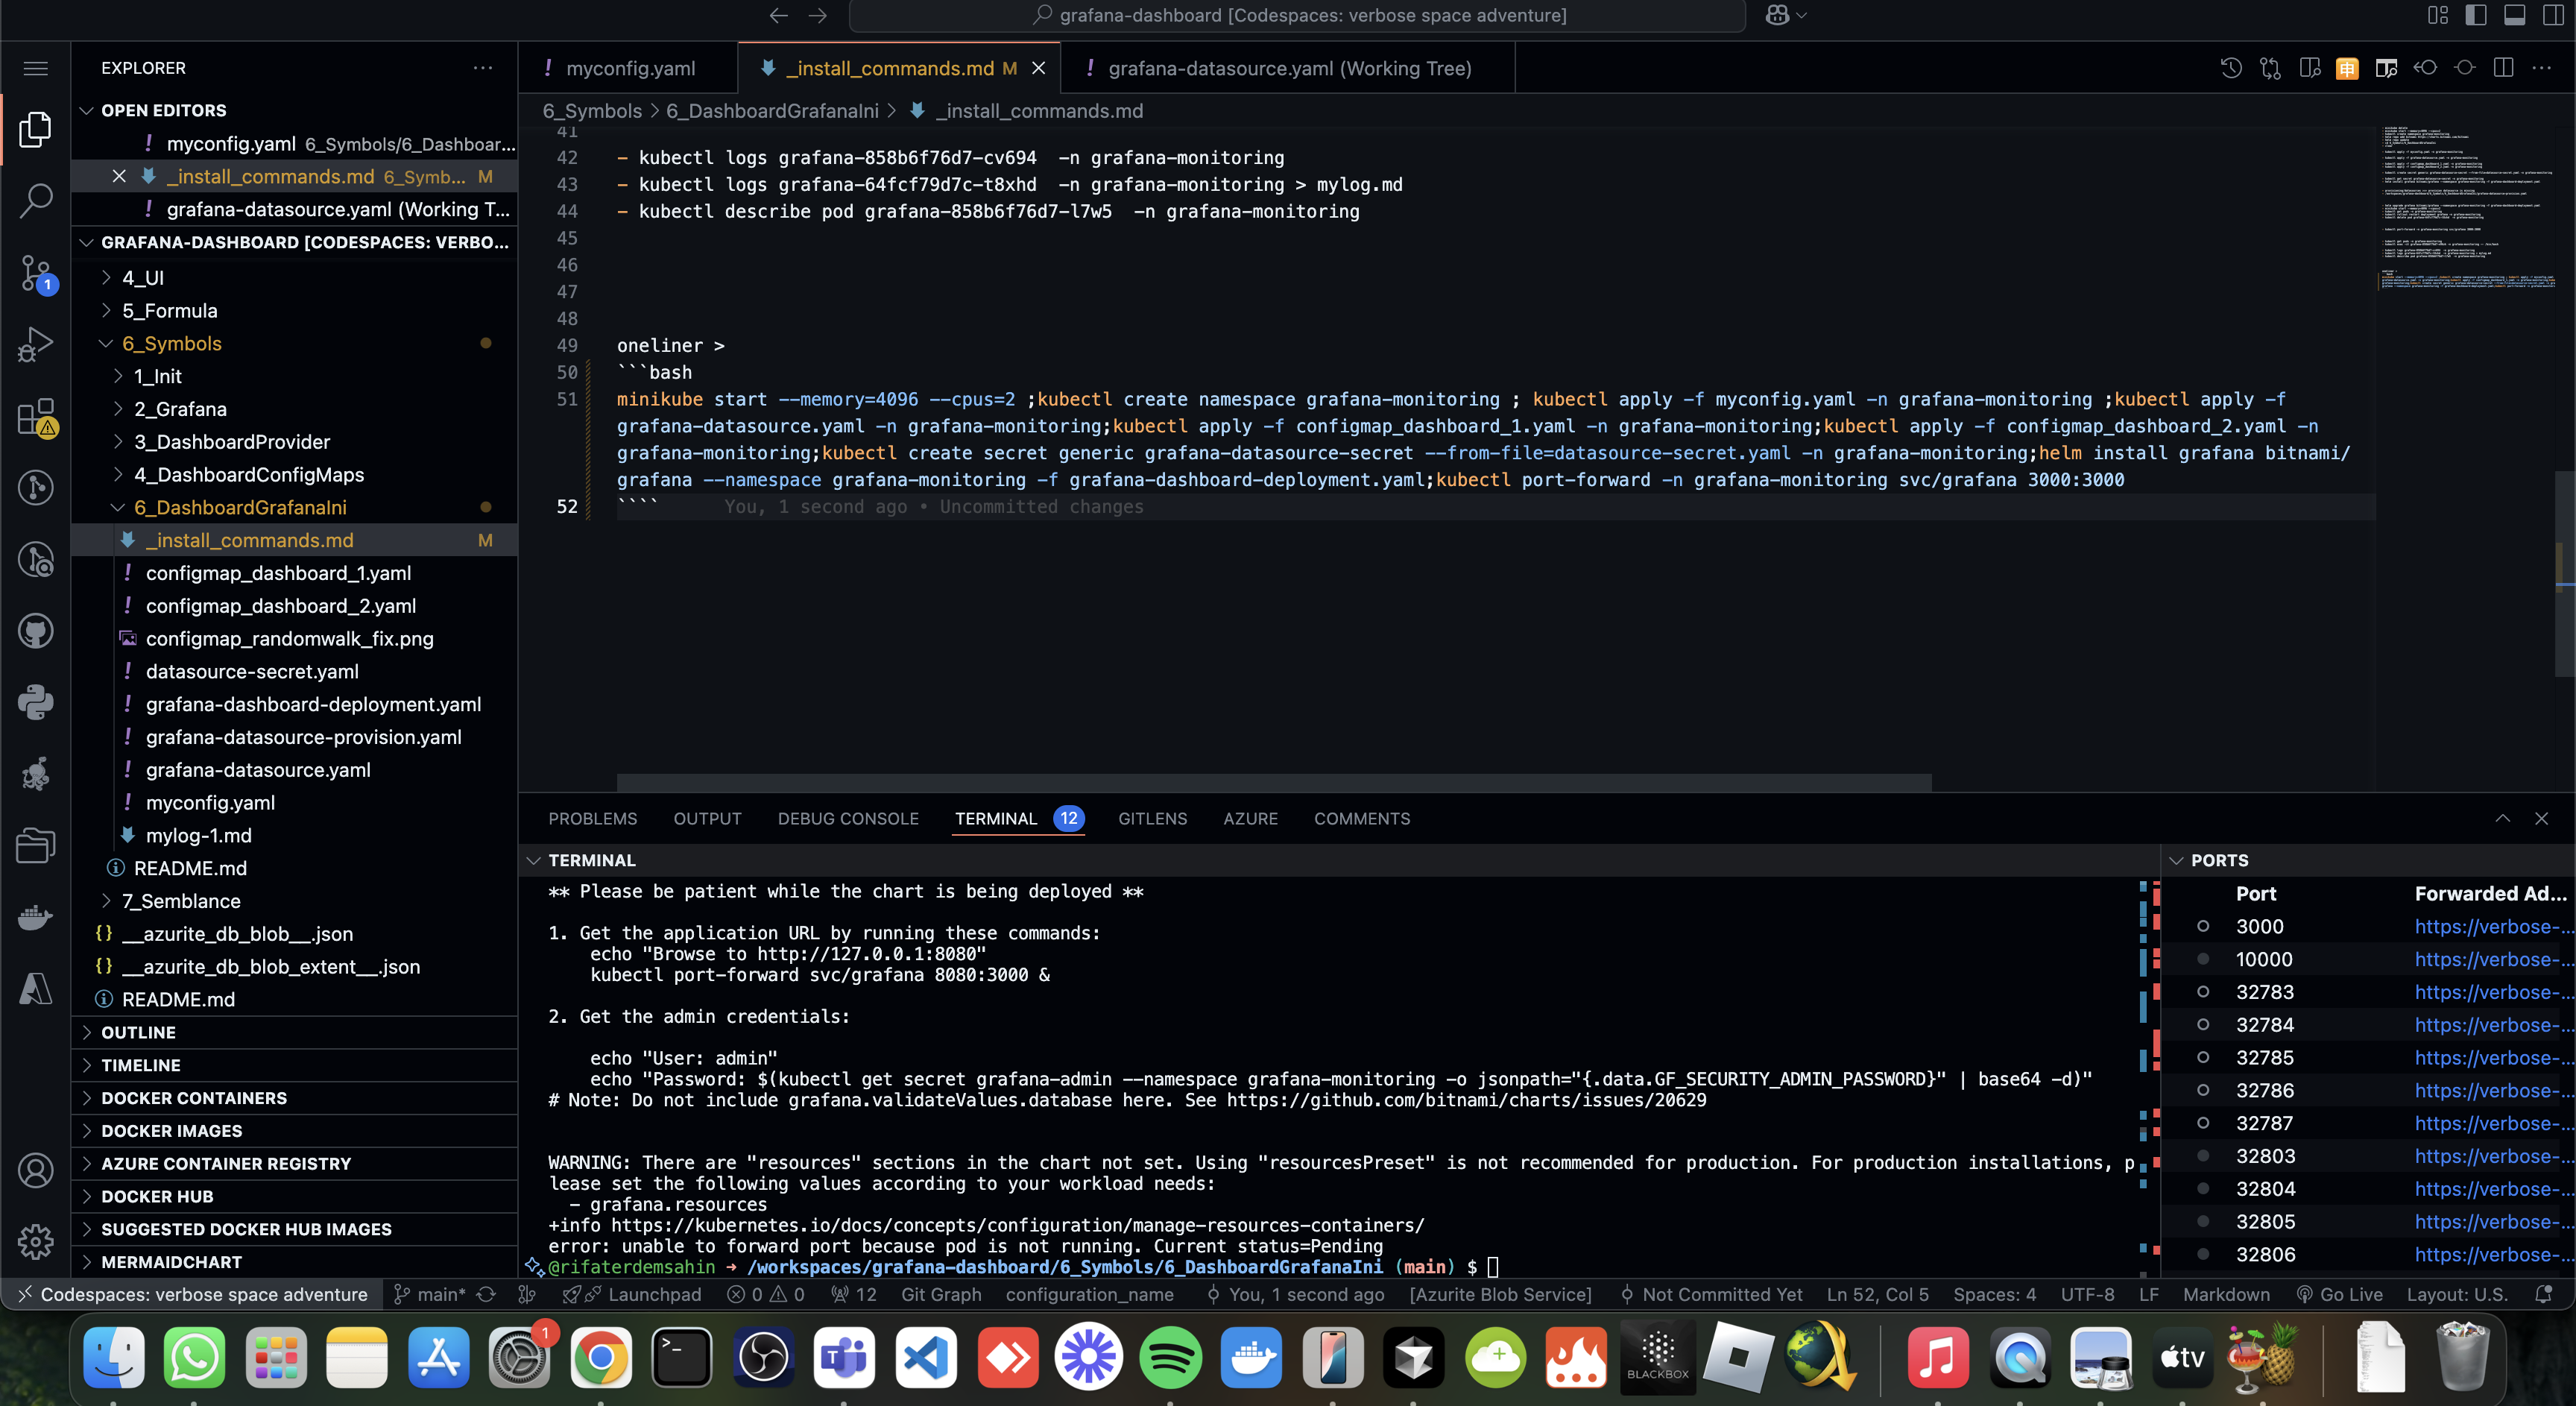 grafana-dashboard [Codespaces: verbose space adventure]
EXPLORER
OPEN EDITORS
! myconfig.yaml 6_Symbols/6_Dashboar...
_install_commands.md 6_Symb... M
! grafana-datasource.yaml (Working T...
GRAFANA-DASHBOARD [CODESPACES: VERBO...
4_UI
5_Formula
6_Symbols
1_Init
2_Grafana
3_DashboardProvider
4_DashboardConfigMaps
6_DashboardGrafanaIni
_install_commands.md M
! configmap_dashboard_1.yaml
! configmap_dashboard_2.yaml
configmap_randomwalk_fix.png
! datasource-secret.yaml
! grafana-dashboard-deployment.yaml
! grafana-datasource-provision.yaml
! grafana-datasource.yaml
! myconfig.yaml
mylog-1.md
README.md
7_Semblance
{} __azurite_db_blob__.json
{} __azurite_db_blob_extent__.json
README.md
OUTLINE
TIMELINE
DOCKER CONTAINERS
DOCKER IMAGES
AZURE CONTAINER REGISTRY
DOCKER HUB
SUGGESTED DOCKER HUB IMAGES
MERMAIDCHART
1
! myconfig.yaml
_install_commands.md M
! grafana-datasource.yaml (Working Tree)
申
6_Symbols > 6_DashboardGrafanaIni > _install_commands.md
41
42 - kubectl logs grafana-858b6f76d7-cv694 -n grafana-monitoring
43 - kubectl logs grafana-64fcf79d7c-t8xhd -n grafana-monitoring > mylog.md
44 - kubectl describe pod grafana-858b6f76d7-l7w5 -n grafana-monitoring
45
46
47
48
49 oneliner >
50 ```bash
51 minikube start --memory=4096 --cpus=2 ;kubectl create namespace grafana-monitoring ; kubectl apply -f myconfig.yaml -n grafana-monitoring ;kubectl apply -f
grafana-datasource.yaml -n grafana-monitoring;kubectl apply -f configmap_dashboard_1.yaml -n grafana-monitoring;kubectl apply -f configmap_dashboard_2.yaml -n
grafana-monitoring;kubectl create secret generic grafana-datasource-secret --from-file=datasource-secret.yaml -n grafana-monitoring;helm install grafana bitnami/
grafana --namespace grafana-monitoring -f grafana-dashboard-deployment.yaml;kubectl port-forward -n grafana-monitoring svc/grafana 3000:3000
52 ```` You, 1 second ago • Uncommitted changes
PROBLEMS OUTPUT DEBUG CONSOLE TERMINAL 12 GITLENS AZURE COMMENTS
TERMINAL
** Please be patient while the chart is being deployed **
1. Get the application URL by running these commands:
echo "Browse to http://127.0.0.1:8080"
kubectl port-forward svc/grafana 8080:3000 &
2. Get the admin credentials:
echo "User: admin"
echo "Password: $(kubectl get secret grafana-admin --namespace grafana-monitoring -o jsonpath="{.data.GF_SECURITY_ADMIN_PASSWORD}" | base64 -d)"
# Note: Do not include grafana.validateValues.database here. See https://github.com/bitnami/charts/issues/20629
WARNING: There are "resources" sections in the chart not set. Using "resourcesPreset" is not recommended for production. For production installations, p
lease set the following values according to your workload needs:
- grafana.resources
+info https://kubernetes.io/docs/concepts/configuration/manage-resources-containers/
error: unable to forward port because pod is not running. Current status=Pending
@rifaterdemsahin → /workspaces/grafana-dashboard/6_Symbols/6_DashboardGrafanaIni (main) $
PORTS
Port Forwarded Ad...
3000 https://verbose-...
10000 https://verbose-...
32783 https://verbose-...
32784 https://verbose-...
32785 https://verbose-...
32786 https://verbose-...
32787 https://verbose-...
32803 https://verbose-...
32804 https://verbose-...
32805 https://verbose-...
32806 https://verbose-...
Codespaces: verbose space adventure main* Launchpad 0 0 12 Git Graph configuration_name You, 1 second ago [Azurite Blob Service] Not Committed Yet Ln 52, Col 5 Spaces: 4 UTF-8 LF Markdown Go Live Layout: U.S.
1
>_
T
BLACKBOX
tv